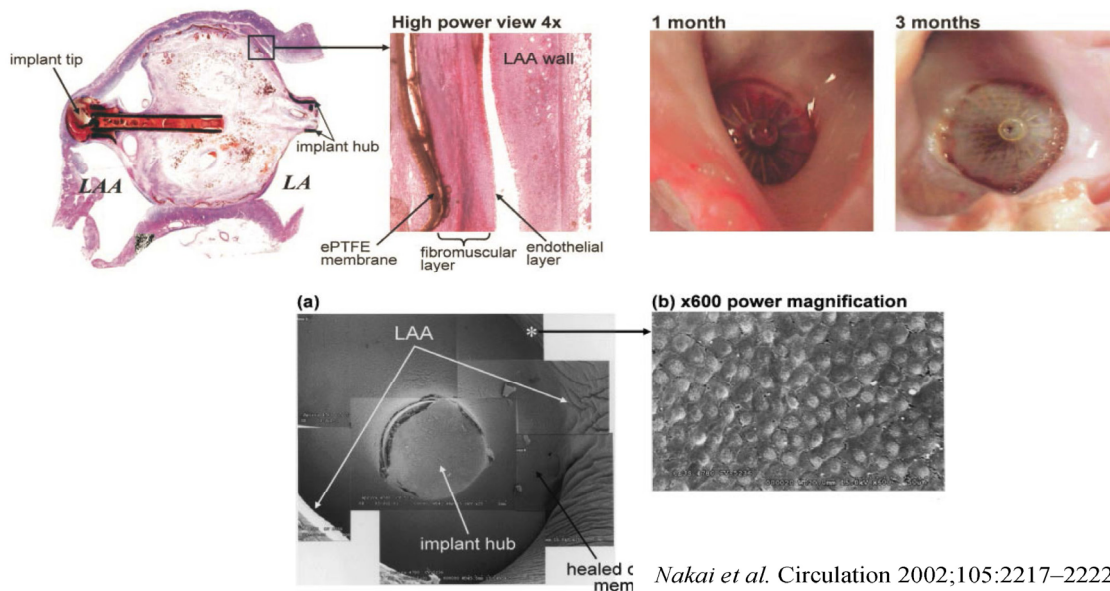 High power view 4x
1 month
3 months
implant tip
LAA wall
implant hub
LAA
LA
ePTFE
membrane
fibromuscular
layer
endothelial
layer
(a)
(b) x600 power magnification
LAA
*
implant hub
healed
mem
Nakai et al. Circulation 2002;105:2217–2222